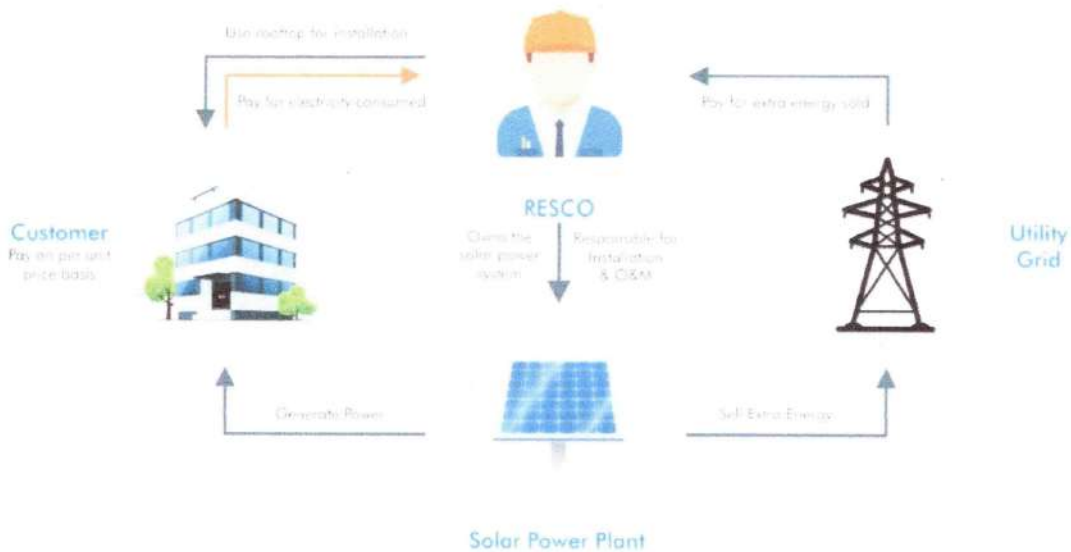 Use rooftop for installation
Pay for electricity consumed
Pay for extra energy sold
RESCO
Owns the
solar power
system
Responsible for
Installation
& O&M
Customer
Pay on per unit
price basis
Utility
Grid
Generate Power
Sell Extra Energy
Solar Power Plant